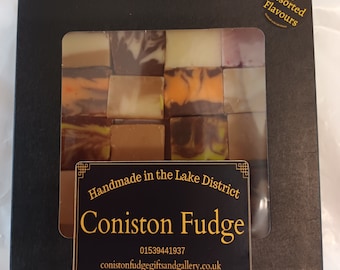 Assorted
Flavours
Handmade in the Lake District
Coniston Fudge
01539441937
conistonfudgegiftsandgallery.co.uk